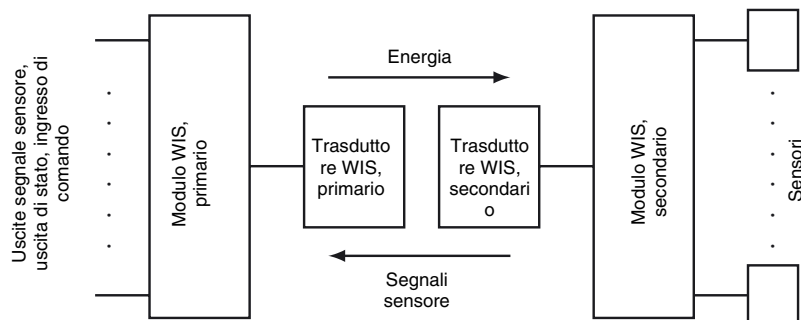 Uscite segnale sensore,
uscita di stato, ingresso di
comando
Modulo WIS,
primario
Energia
Trasdutto
re WIS,
primario
Trasdutto
re WIS,
secondari
o
Segnali
sensore
Modulo WIS,
secondario
Sensori